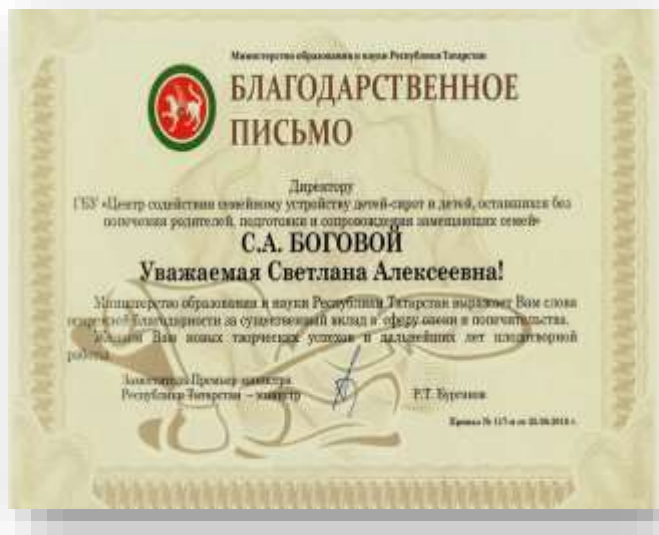 Министерство образования и науки Республики Татарстан
БЛАГОДАРСТВЕННОЕ
ПИСЬМО
Директору
«Центр содействия семейному устройству детей-сирот и детей, оставшихся без
попечения родителей, подготовки и сопровождения замещающих семей»
С.А. БОГОВОЙ
Уважаемая Светлана Алексеевна!
Министерство образования и науки Республики Татарстан выражает Вам слова
искренней благодарности за существенный вклад в сферу опеки и попечительства.
Желаем Вам новых творческих успехов и дальнейших лет плодотворной
работы.
Заместитель Премьер-министра
Республики Татарстан – министр Р.Т. Бурганов
Приказ №